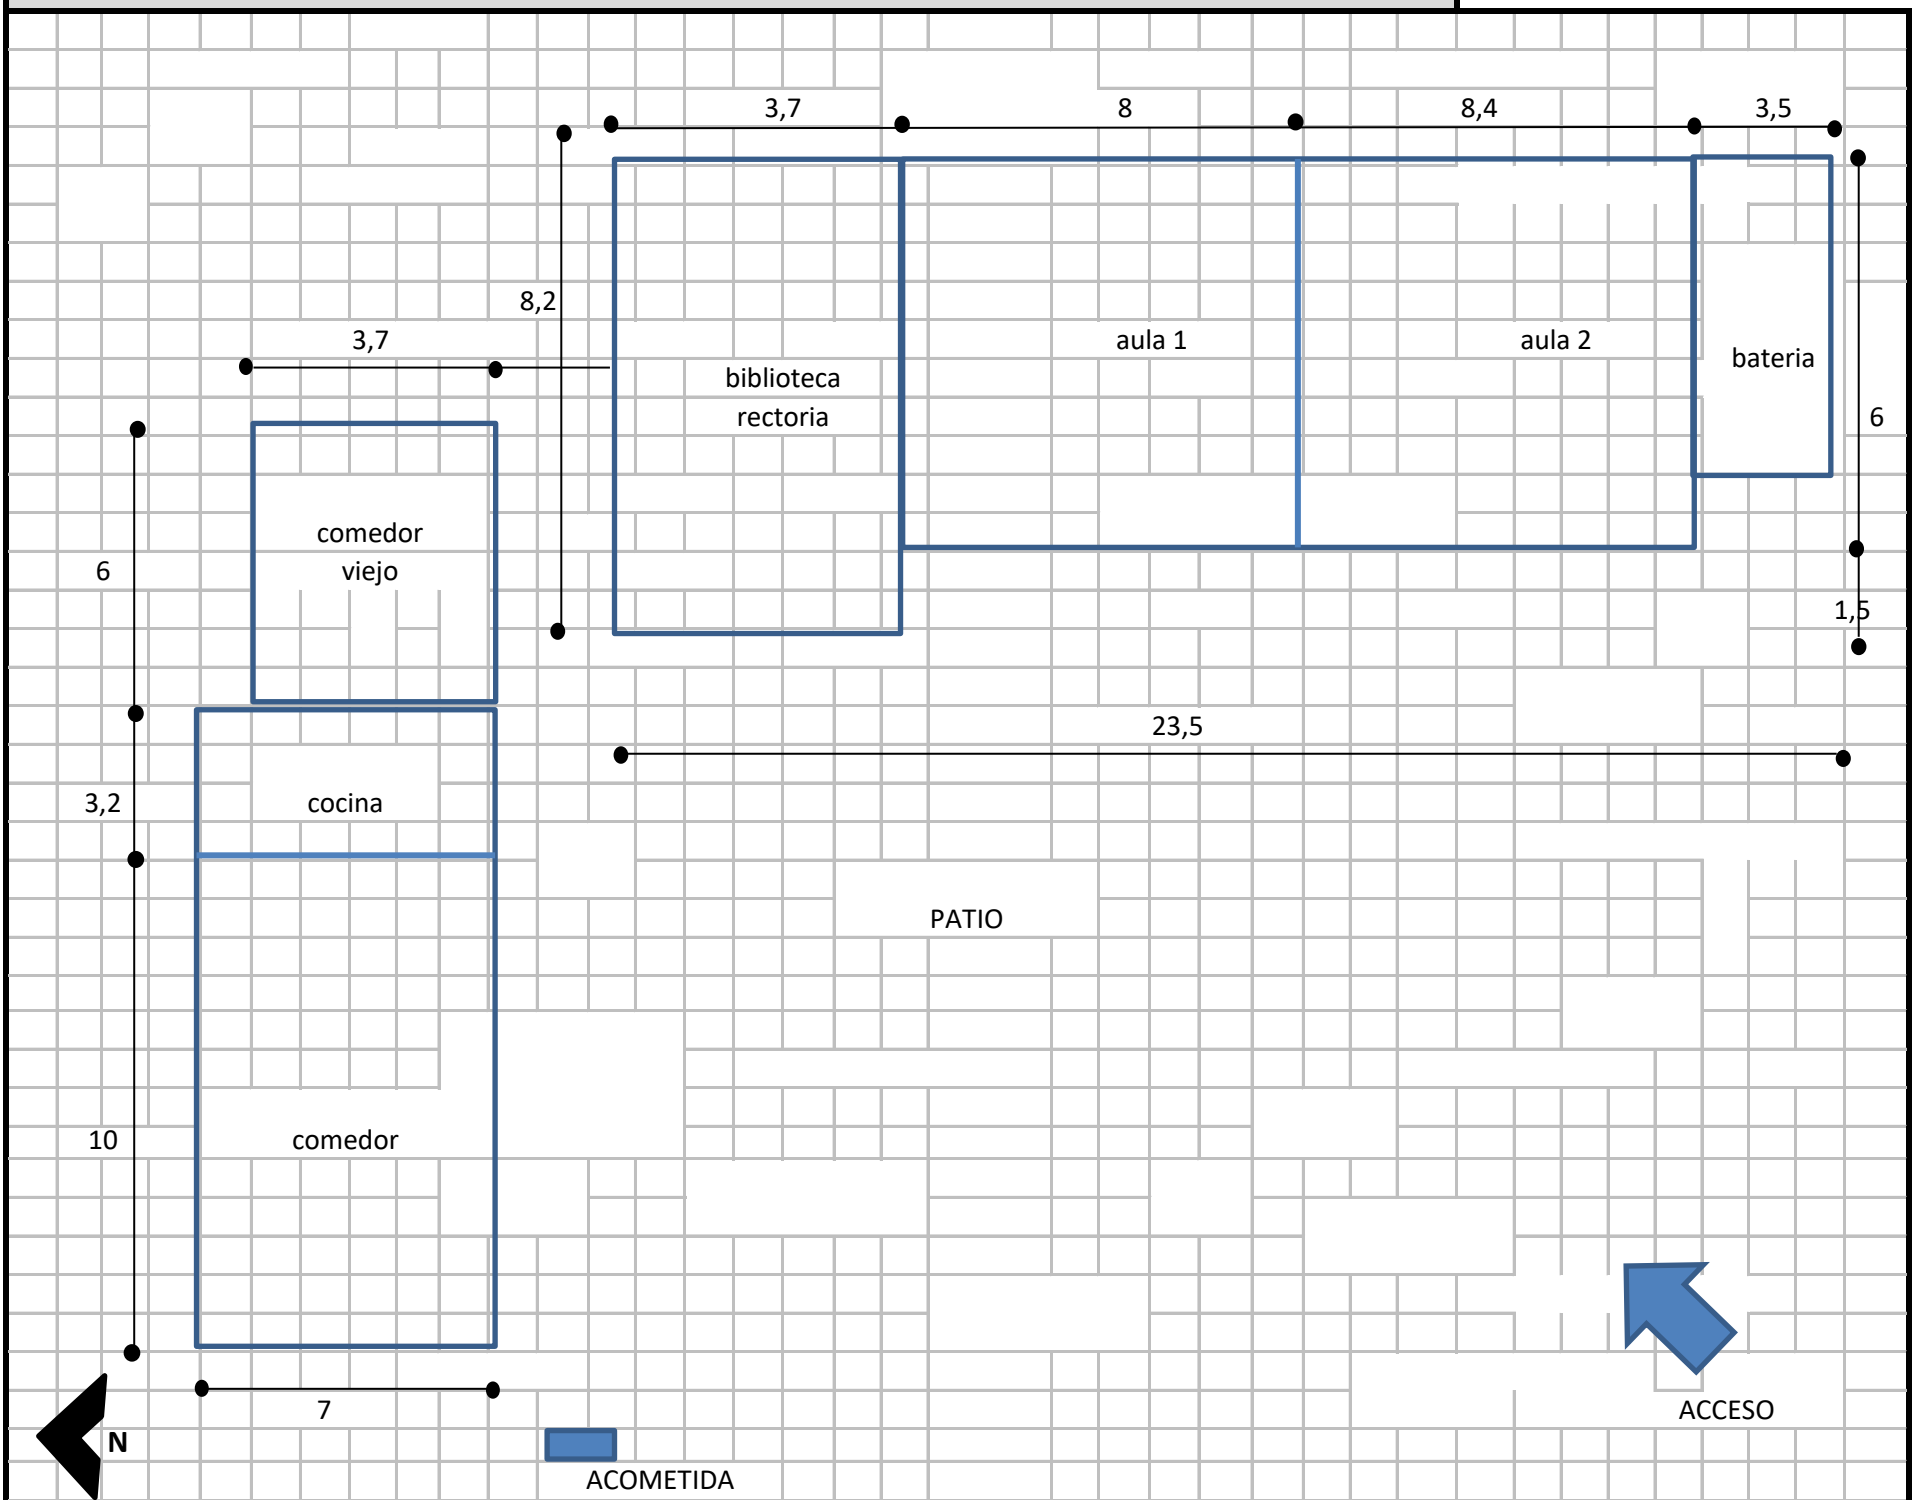 3,7
8
8,4
3,5
8,2
3,7
aula 1
aula 2
bateria
biblioteca
rectoria
6
comedor
viejo
6
1,5
23,5
3,2
cocina
PATIO
10
comedor
7
ACCESO
N
ACOMETIDA